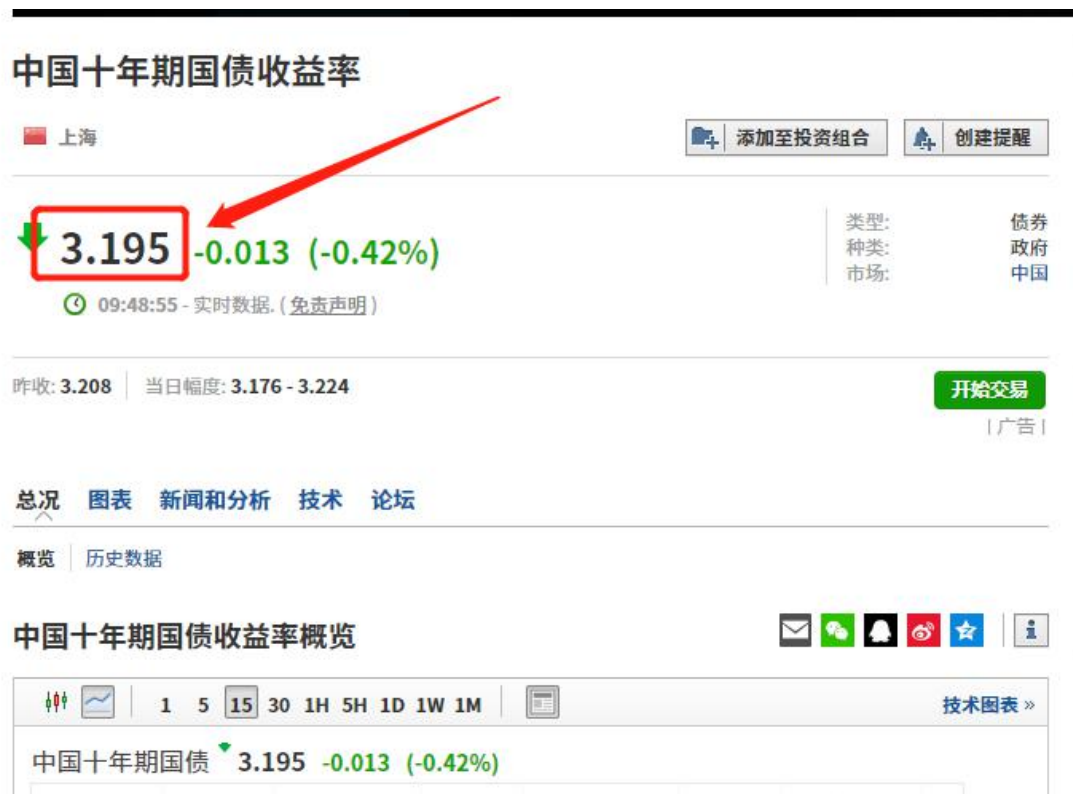 中国十年期国债收益率
上海
添加至投资组合
创建提醒
3.195 -0.013 (-0.42%)
类型: 债券
种类: 政府
市场: 中国
09:48:55 - 实时数据. ( 免责声明 )
昨收: 3.208 当日幅度: 3.176 - 3.224
开始交易
| 广告 |
总况 图表 新闻和分析 技术 论坛
概览 历史数据
中国十年期国债收益率概览
1 5 15 30 1H 5H 1D 1W 1M
技术图表 »
中国十年期国债 3.195 -0.013 (-0.42%)